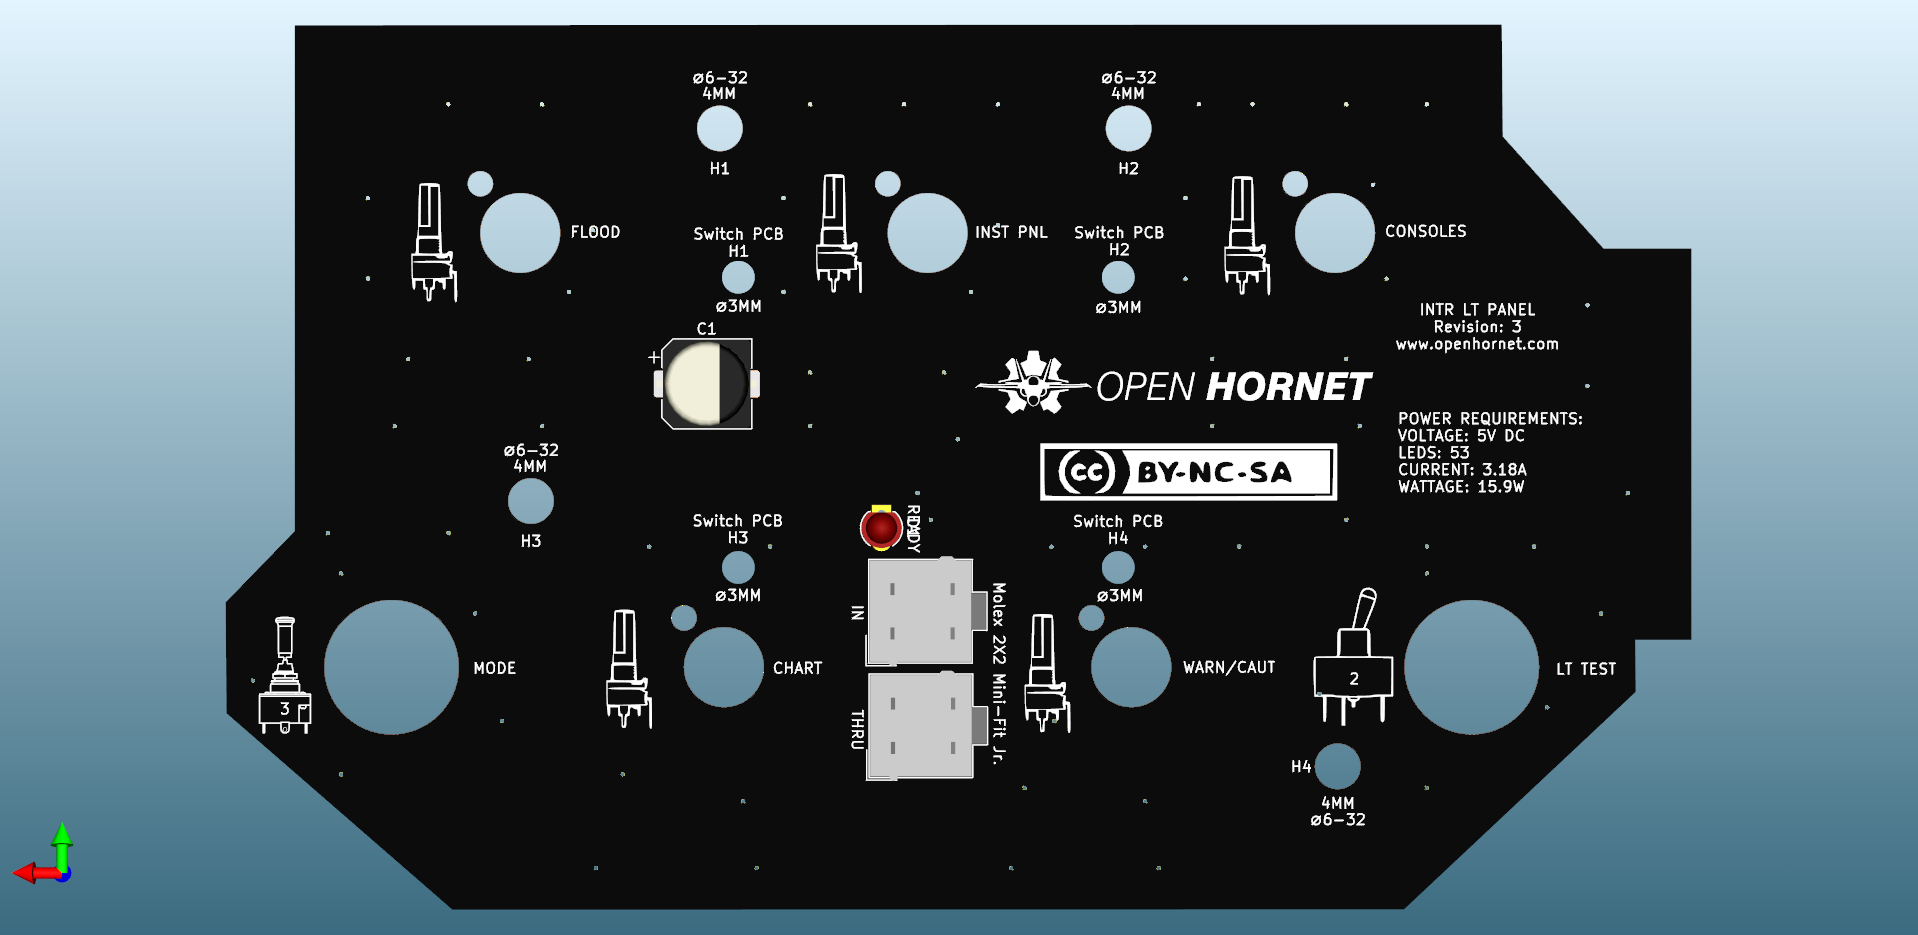 ø6-32
4MM
H1
ø6-32
4MM
H2
FLOOD
Switch PCB
H1
ø3MM
INST PNL
Switch PCB
H2
ø3MM
CONSOLES
INTR LT PANEL
Revision: 3
www.openhornet.com
C1
+
OPEN HORNET
POWER REQUIREMENTS:
VOLTAGE: 5V DC
LEDS: 53
CURRENT: 3.18A
WATTAGE: 15.9W
cc BY-NC-SA
ø6-32
4MM
H3
Switch PCB
H3
ø3MM
Switch PCB
H4
ø3MM
IN
THRU
Molex 2X2 Mini-Fit Jr.
3
MODE
CHART
WARN/CAUT
2
LT TEST
H4
4MM
ø6-32